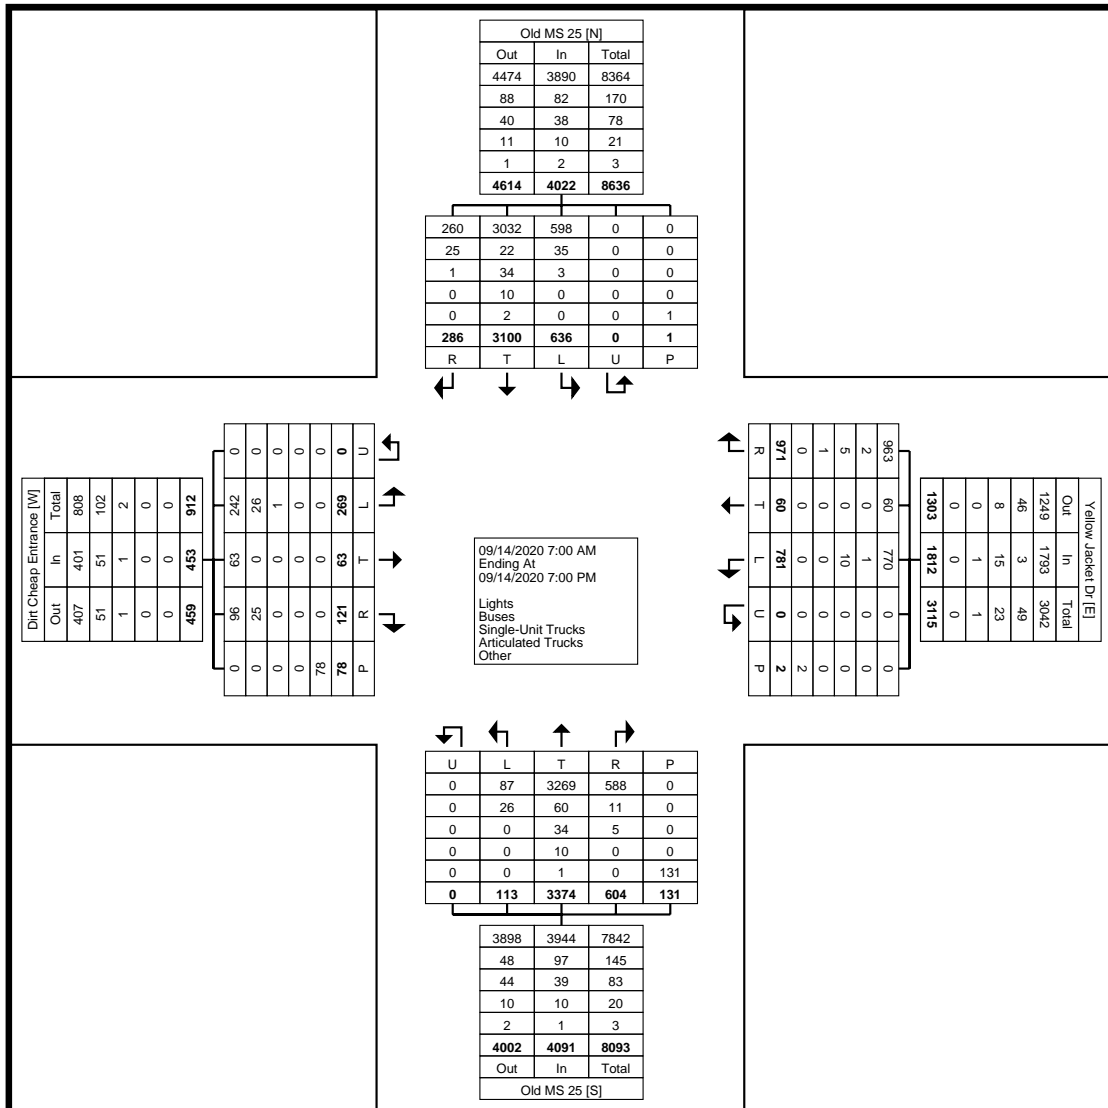 Old MS 25 [N]
Out In Total
4474 3890 8364
88 82 170
40 38 78
11 10 21
1 2 3
4614 4022 8636
260 3032 598 0 0
25 22 35 0 0
1 34 3 0 0
0 10 0 0 0
0 2 0 0 1
286 3100 636 0 1
R T L U P
Dirt Cheap Entrance [W]
Total In Out
808 401 407
102 51 51
2 1 1
0 0 0
0 0 0
912 453 459
0 242 63 96 0
0 26 0 25 0
0 1 0 0 0
0 0 0 0 0
0 0 0 0 78
0 269 63 121 78
U L T R P
09/14/2020 7:00 AM
Ending At
09/14/2020 7:00 PM
Lights
Buses
Single-Unit Trucks
Articulated Trucks
Other
R T L U P
971 60 781 0 2
0 0 0 0 2
1 0 0 0 0
5 0 10 0 0
2 0 1 0 0
963 60 770 0 0
Yellow Jacket Dr [E]
Out In Total
1249 1793 3042
46 3 49
8 15 23
0 1 1
0 0 0
1303 1812 3115
U L T R P
0 87 3269 588 0
0 26 60 11 0
0 0 34 5 0
0 0 10 0 0
0 0 1 0 131
0 113 3374 604 131
3898 3944 7842
48 97 145
44 39 83
10 10 20
2 1 3
4002 4091 8093
Out In Total
Old MS 25 [S]